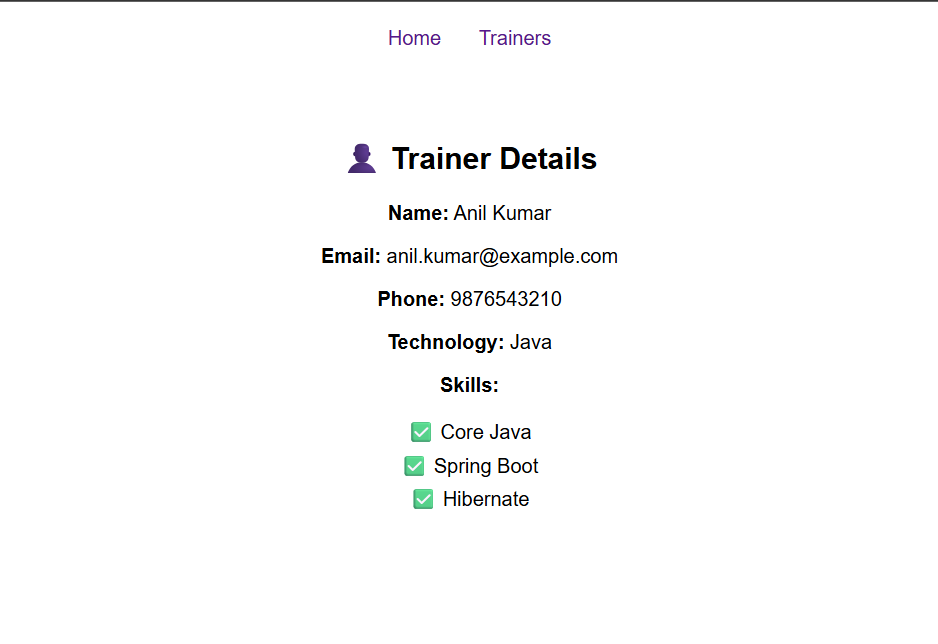 Home Trainers
👤 Trainer Details
Name: Anil Kumar
Email: anil.kumar@example.com
Phone: 9876543210
Technology: Java
Skills:
✅ Core Java
✅ Spring Boot
✅ Hibernate